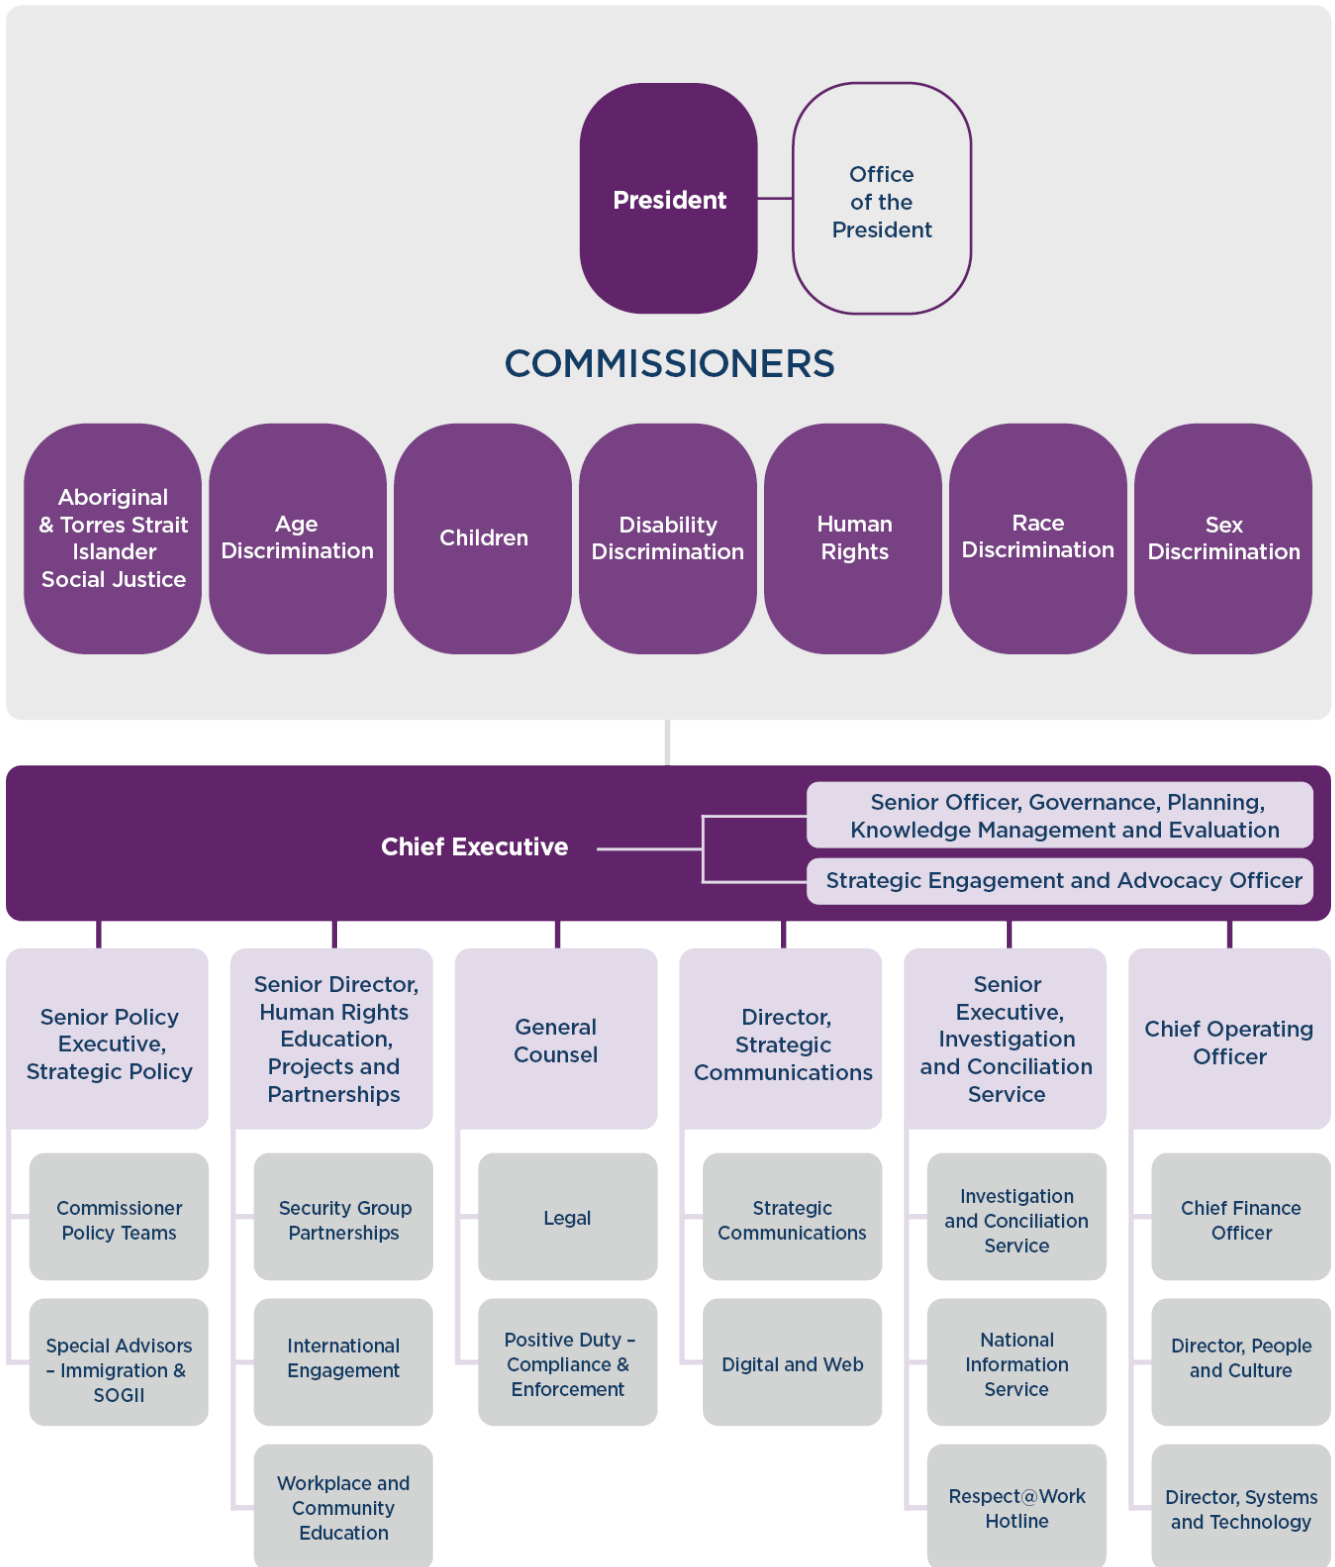 President
Office
of the
President
COMMISSIONERS
Aboriginal
& Torres Strait
Islander
Social Justice
Age
Discrimination
Children
Disability
Discrimination
Human
Rights
Race
Discrimination
Sex
Discrimination
Chief Executive
Senior Officer, Governance, Planning,
Knowledge Management and Evaluation
Strategic Engagement and Advocacy Officer
Senior Policy
Executive,
Strategic Policy
Senior Director,
Human Rights
Education,
Projects and
Partnerships
General
Counsel
Director,
Strategic
Communications
Senior
Executive,
Investigation
and Conciliation
Service
Chief Operating
Officer
Commissioner
Policy Teams
Security Group
Partnerships
Legal
Strategic
Communications
Investigation
and Conciliation
Service
Chief Finance
Officer
Special Advisors
– Immigration &
SOGII
International
Engagement
Positive Duty –
Compliance &
Enforcement
Digital and Web
National
Information
Service
Director, People
and Culture
Workplace and
Community
Education
Respect@Work
Hotline
Director, Systems
and Technology